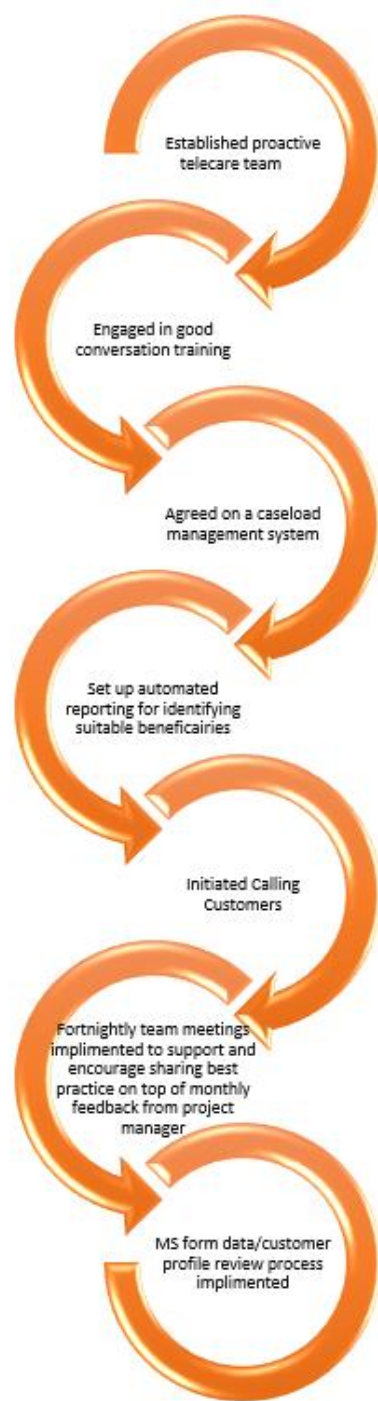 Established proactive
telecare team
Engaged in good
conversation training
Agreed on a caseload
management system
Set up automated
reporting for identifying
suitable beneficairies
Initiated Calling
Customers
Fortnightly team meetings
implimented to support and
encourage sharing best
practice on top of monthly
feedback from project
manager
MS form data/customer
profile review process
implimented